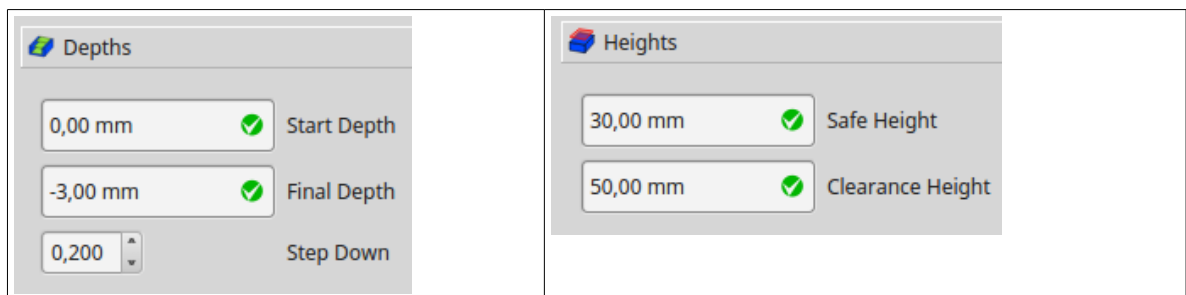 Depths
0,00 mm Start Depth
-3,00 mm Final Depth
0,200 Step Down
Heights
30,00 mm Safe Height
50,00 mm Clearance Height